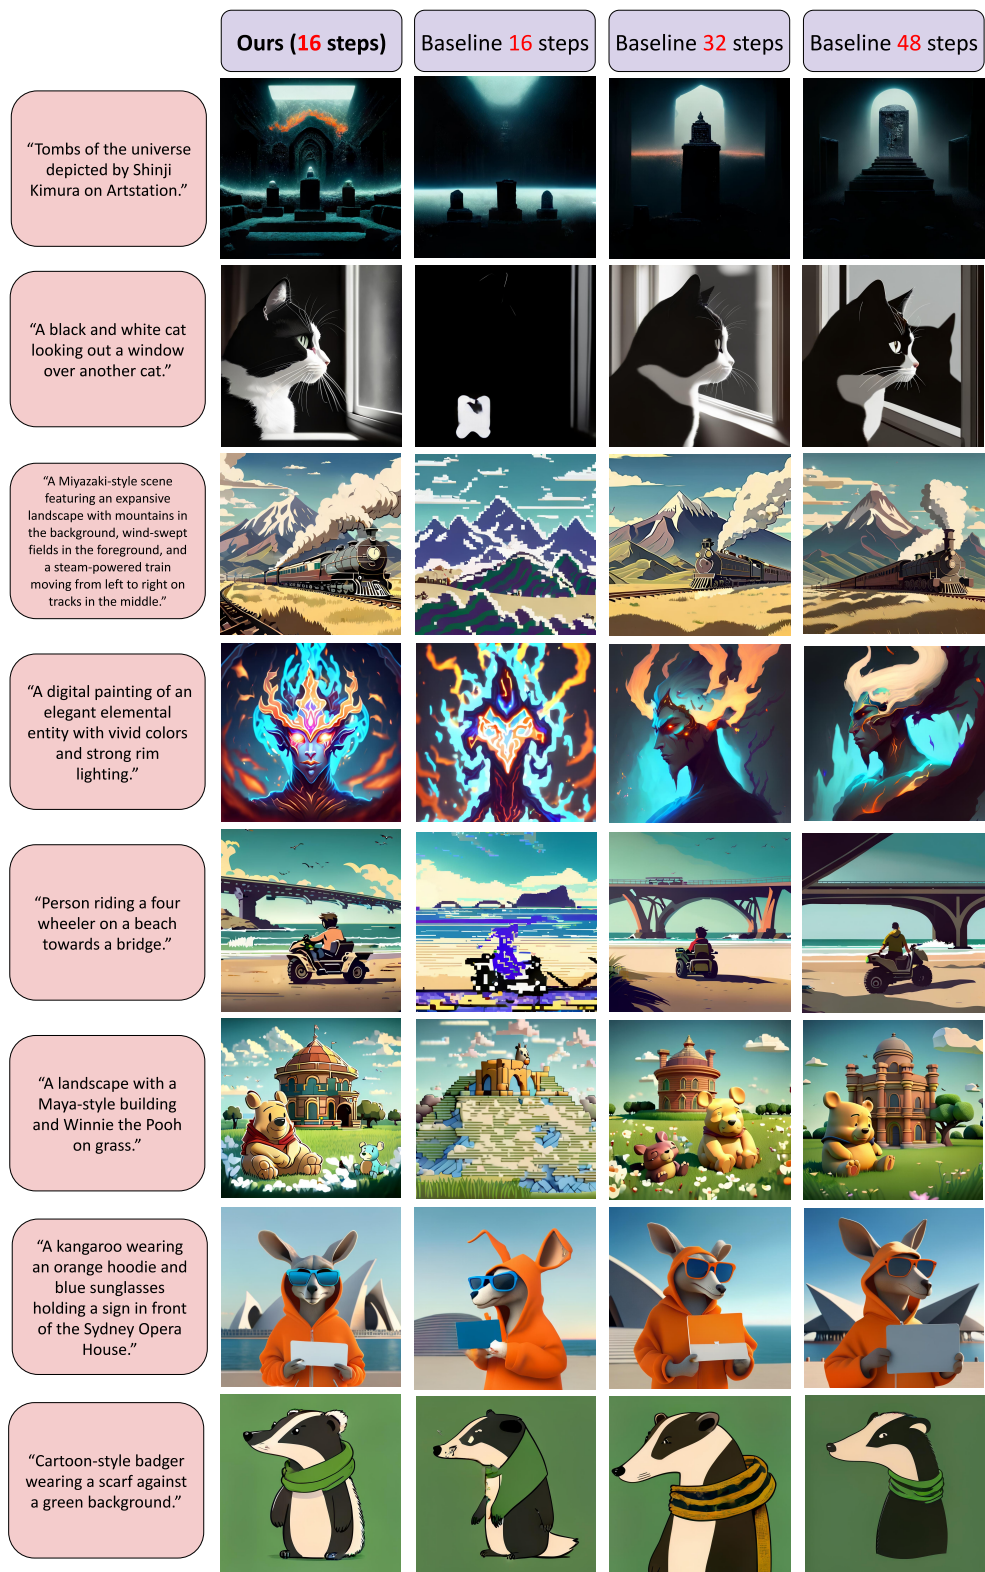 Ours (16 steps)
Baseline 16 steps
Baseline 32 steps
Baseline 48 steps
“Tombs of the universe
depicted by Shinji
Kimura on Artstation.”
“A black and white cat
looking out a window
over another cat.”
“A Miyazaki-style scene
featuring an expansive
landscape with mountains in
the background, wind-swept
fields in the foreground, and
a steam-powered train
moving from left to right on
tracks in the middle.”
“A digital painting of an
elegant elemental
entity with vivid colors
and strong rim
lighting.”
“Person riding a four
wheeler on a beach
towards a bridge.”
“A landscape with a
Maya-style building
and Winnie the Pooh
on grass.”
“A kangaroo wearing
an orange hoodie and
blue sunglasses
holding a sign in front
of the Sydney Opera
House.”
“Cartoon-style badger
wearing a scarf against
a green background.”